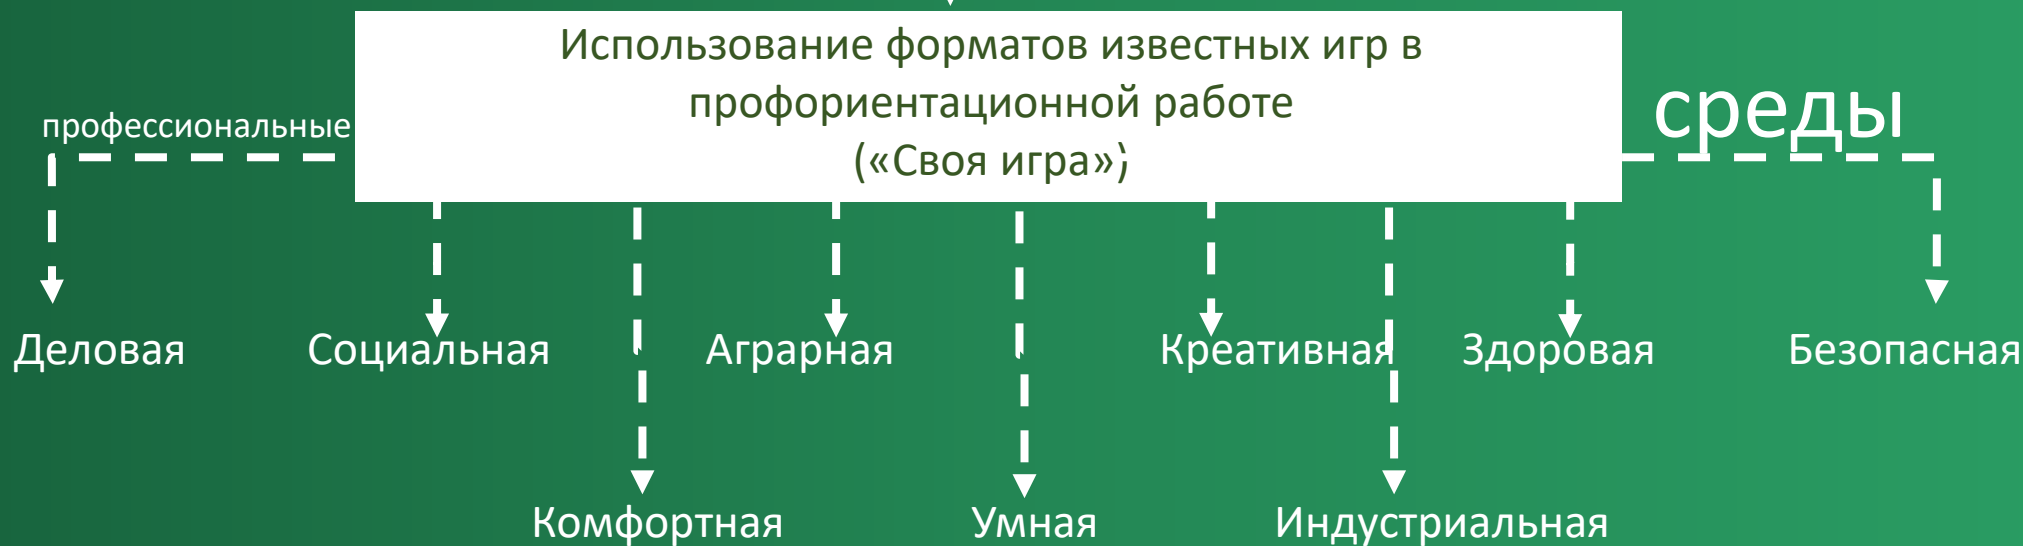 Использование форматов известных игр в
профориентационной работе
(«Своя игра»)
профессиональные
среды
Деловая
Социальная
Аграрная
Креативная
Здоровая
Безопасная
Комфортная
Умная
Индустриальная